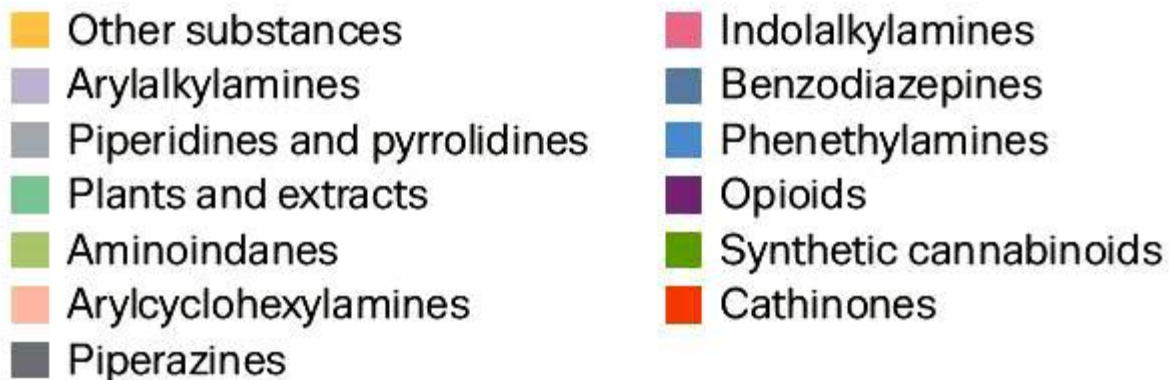 Other substances
Arylalkylamines
Piperidines and pyrrolidines
Plants and extracts
Aminoindanes
Arylcyclohexylamines
Piperazines
Indolalkylamines
Benzodiazepines
Phenethylamines
Opioids
Synthetic cannabinoids
Cathinones